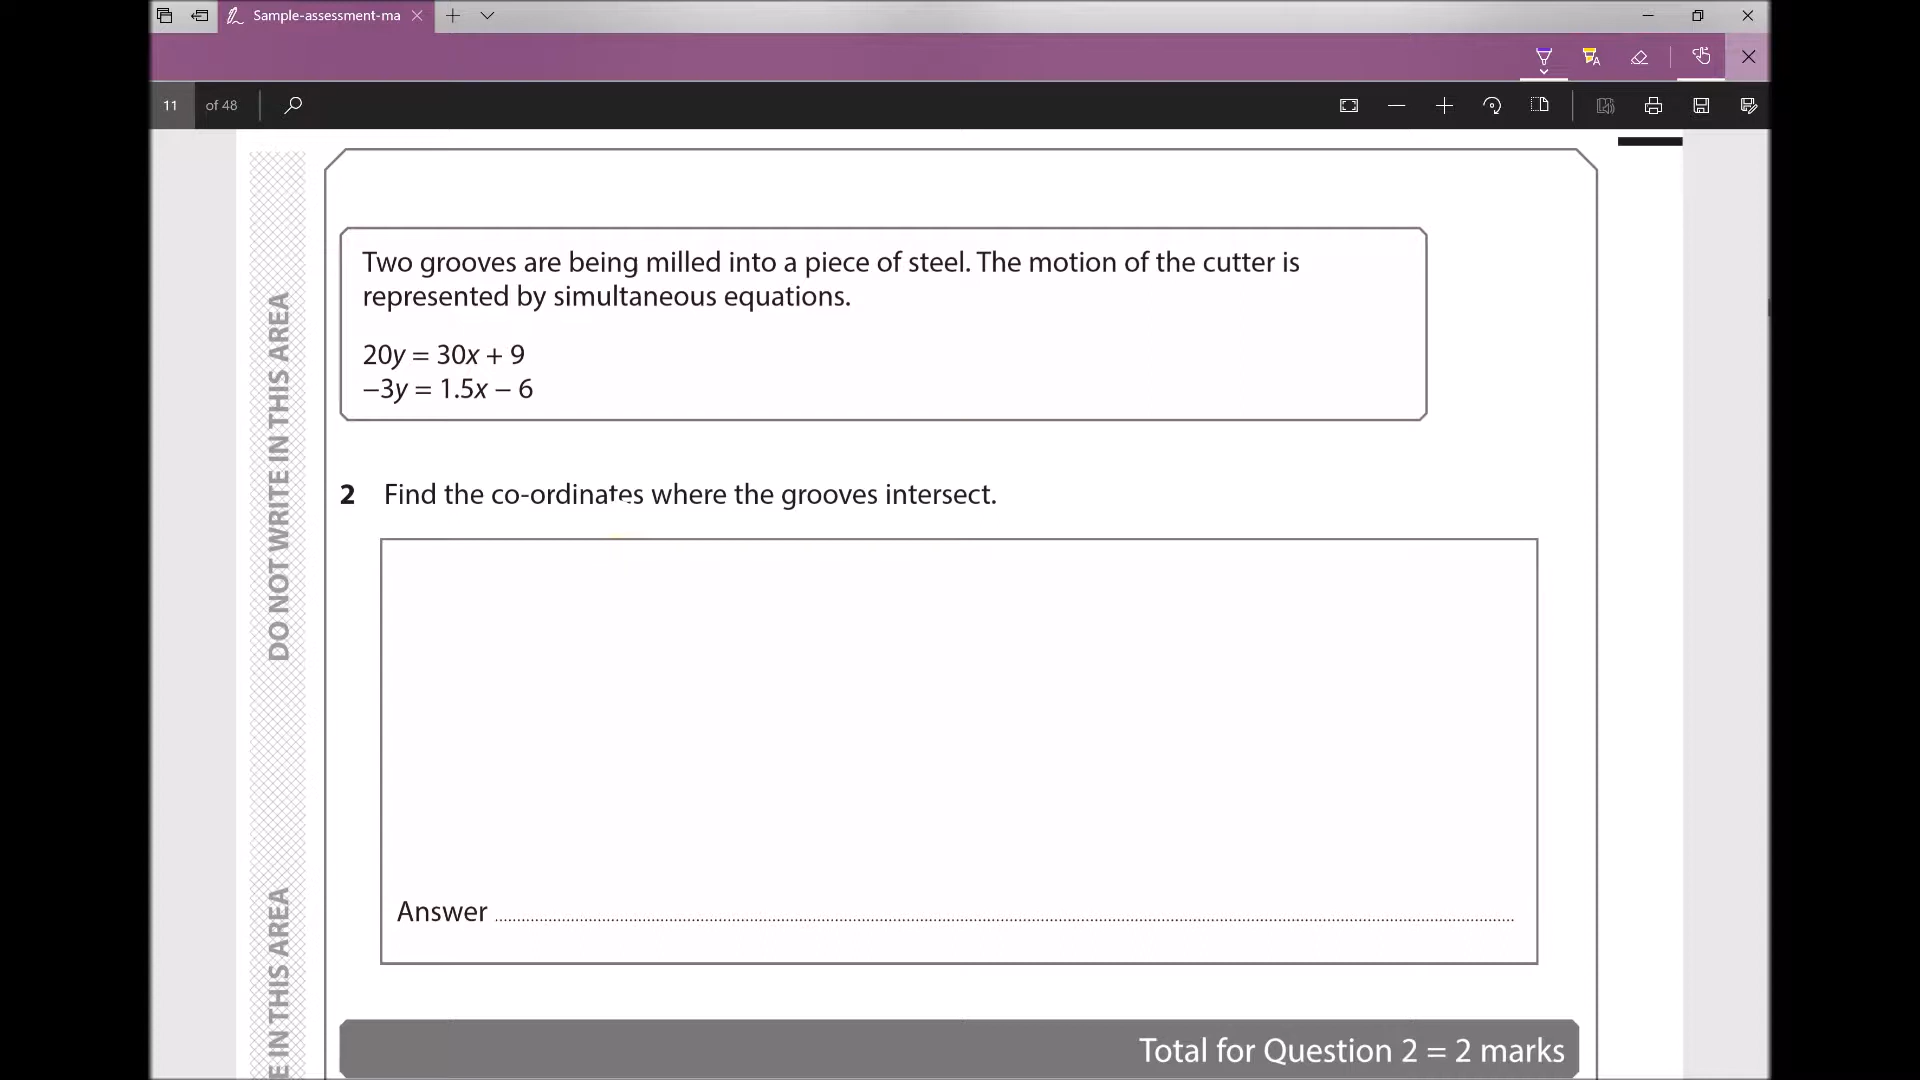 Sample-assessment-ma
11 of 48
Two grooves are being milled into a piece of steel. The motion of the cutter is
represented by simultaneous equations.
20y = 30x + 9
−3y = 1.5x − 6
2 Find the co-ordinates where the grooves intersect.
Answer
Total for Question 2 = 2 marks
DO NOT WRITE IN THIS AREA
E IN THIS AREA